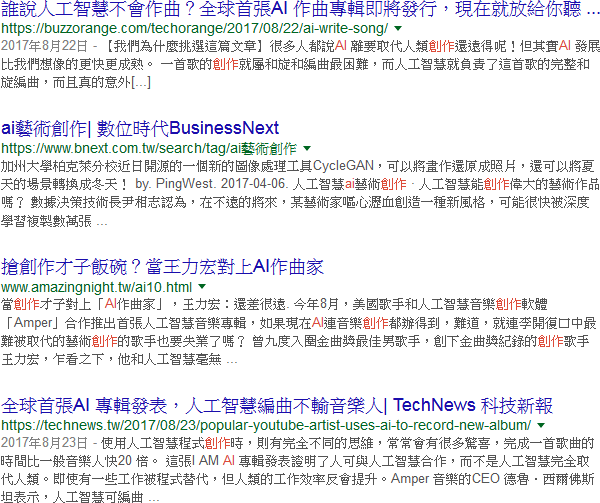 誰說人工智慧不會作曲？全球首張AI 作曲專輯即將發行，現在就放給你聽 ...
https://buzzorange.com/techorange/2017/08/22/ai-write-song/
2017年8月22日 - 【我們為什麼挑選這篇文章】很多人都說AI 離要取代人類創作還遠得呢！但其實AI 發展
比我們想像的更快更成熟。 一首歌的創作就屬和旋和編曲最困難，而人工智慧就負責了這首歌的完整和
旋編曲，而且真的意外[...]
ai藝術創作| 數位時代BusinessNext
https://www.bnext.com.tw/search/tag/ai藝術創作
加州大學柏克萊分校近日開源的一個新的圖像處理工具CycleGAN，可以將畫作還原成照片，還可以將夏
天的場景轉換成冬天！ by. PingWest. 2017-04-06. 人工智慧ai藝術創作 · 人工智慧能創作偉大的藝術作品
嗎？ 數據決策技術長尹相志認為，在不遠的將來，某藝術家嘔心瀝血創造一種新風格，可能很快被深度
學習複製數萬張 ...
搶創作才子飯碗？當王力宏對上AI作曲家
www.amazingnight.tw/ai10.html
當創作才子對上「AI作曲家」，王力宏：還差很遠. 今年8月，美國歌手和人工智慧音樂創作軟體
「Amper」合作推出首張人工智慧音樂專輯，如果現在AI連音樂創作都辦得到，難道，就連李開復口中最
難被取代的藝術創作的歌手也要失業了嗎？ 曾九度入圍金曲獎最佳男歌手，創下金曲獎紀錄的創作歌手
王力宏，乍看之下，他和人工智慧毫無 ...
全球首張AI 專輯發表，人工智慧編曲不輸音樂人| TechNews 科技新報
https://technews.tw/2017/08/23/popular-youtube-artist-uses-ai-to-record-new-album/
2017年8月23日 - 使用人工智慧程式創作時，則有完全不同的思維，常常會有很多驚喜，完成一首歌曲的
時間比一般音樂人快20 倍。 這張I AM AI 專輯發表證明了人可與人工智慧合作，而不是人工智慧完全取
代人類。即使有一些工作被程式替代，但人類的工作效率反會提升。Amper 音樂的CEO 德魯・西爾佛斯
坦表示，人工智慧可編曲 ...